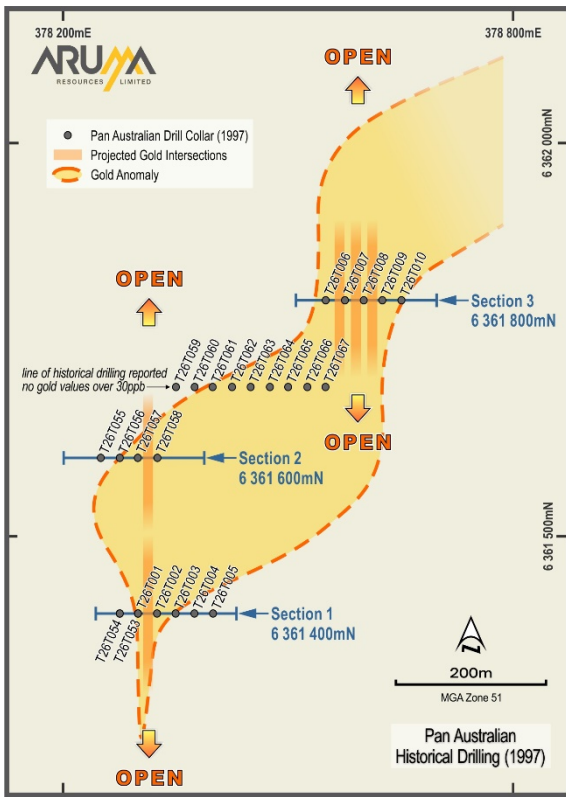 378 200mE
378 800mE
ARUMA
RESOURCES LIMITED
OPEN
Pan Australian Drill Collar (1997)
Projected Gold Intersections
Gold Anomaly
6 362 000mN
T26T006
T26T007
T26T008
T26T009
T26T010
OPEN
Section 3
6 361 800mN
T26T059
T26T060
T26T061
T26T062
T26T063
T26T064
T26T065
T26T066
T26T067
line of historical drilling reported
no gold values over 30ppb
OPEN
T26T055
T26T056
T26T057
T26T058
Section 2
6 361 600mN
6 361 500mN
T26T001
T26T002
T26T003
T26T004
T26T005
Section 1
6 361 400mN
T26T054
T26T053
N
200m
MGA Zone 51
Pan Australian
Historical Drilling (1997)
OPEN